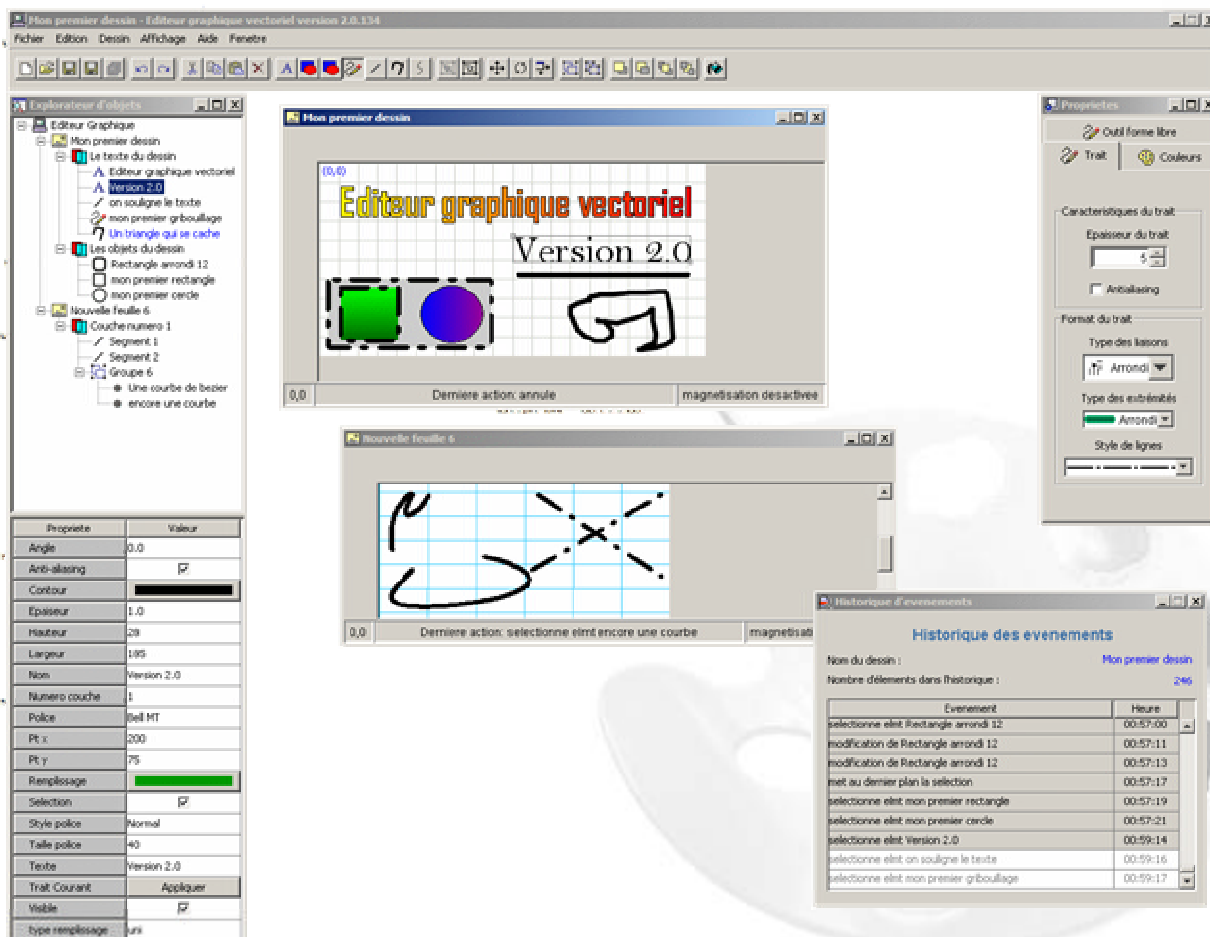 Mon premier dessin - Editeur graphique vectoriel version 2.0.134
Fichier Edition Dessin Affichage Aide Fenetre
Explorateur d'objets
Editeur Graphique
Mon premier dessin
Le texte du dessin
Editeur graphique vectoriel
Version 2.0
on souligne le texte
mon premier gribouillage
Un triangle qui se cache
Les objets du dessin
Rectangle arrondi 12
mon premier rectangle
mon premier cercle
Nouvelle feuille 6
Couche numero 1
Segment 1
Segment 2
Groupe 6
Une courbe de bezier
encore une courbe
Propriete Valeur
Angle 0.0
Anti-aliasing
Contour
Epaiseur 1.0
Hauteur 28
Largeur 185
Nom Version 2.0
Numero couche 1
Police Bell MT
Pt x 200
Pt y 75
Remplissage
Selection
Style police Normal
Taille police 40
Texte Version 2.0
Trait Courant Appliquer
Visible
type remplissage uni
Mon premier dessin
(0,0)
Editeur graphique vectoriel
Version 2.0
0,0 Derniere action: annule magnetisation desactivee
Nouvelle feuille 6
0,0 Derniere action: selectionne elmt encore une courbe magnetisati
Proprietes
Outil forme libre
Trait Couleurs
Caracteristiques du trait
Epaisseur du trait
5
Antialiasing
Format du trait
Type des liaisons
Arrondi
Type des extrémités
Arrondi
Style de lignes
Historique d'evenements
Historique des evenements
Nom du dessin : Mon premier dessin
Nombre d'élements dans l'historique : 246
Evenement Heure
selectionne elmt Rectangle arrondi 12 00:57:00
modification de Rectangle arrondi 12 00:57:11
modification de Rectangle arrondi 12 00:57:13
met au dernier plan la selection 00:57:17
selectionne elmt mon premier rectangle 00:57:19
selectionne elmt mon premier cercle 00:57:21
selectionne elmt Version 2.0 00:59:14
selectionne elmt on souligne le texte 00:59:16
selectionne elmt mon premier gribouillage 00:59:17